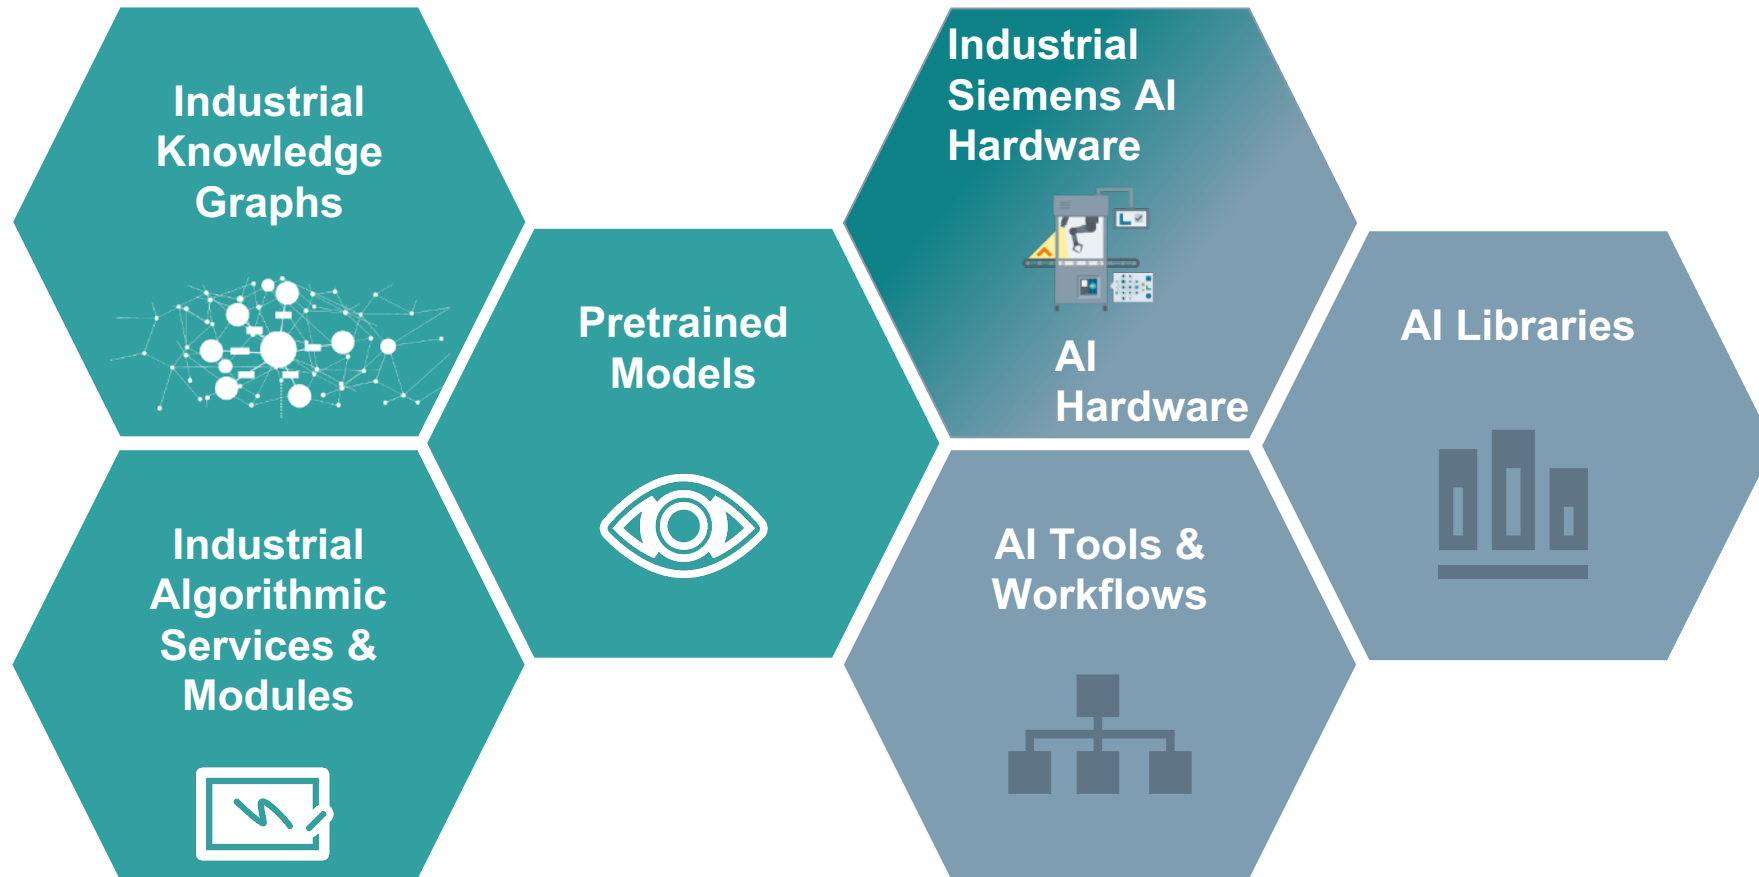 Industrial
Knowledge
Graphs
Industrial
Algorithmic
Services &
Modules
Pretrained
Models
Industrial
Siemens AI
Hardware
AI
Hardware
AI Tools &
Workflows
AI Libraries